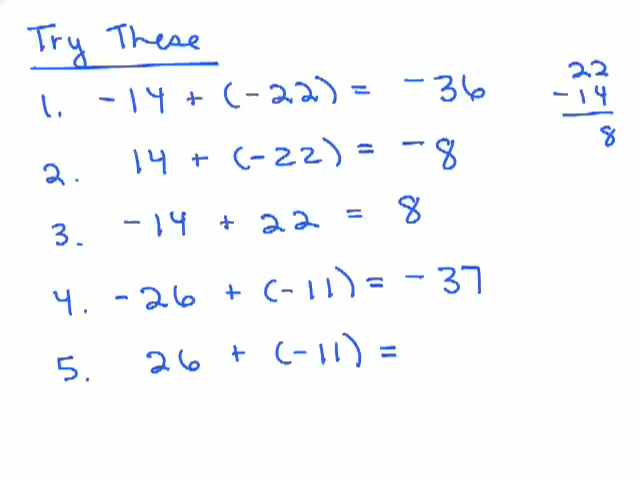 Try These
1. -14 + (-22) = -36
22
-14
8
2. 14 + (-22) = -8
3. -14 + 22 = 8
4. -26 + (-11) = -37
5. 26 + (-11) =